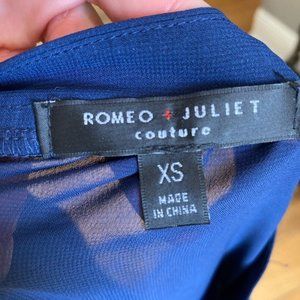 ROMEO + JULIET
couture
XS
MADE
IN CHINA